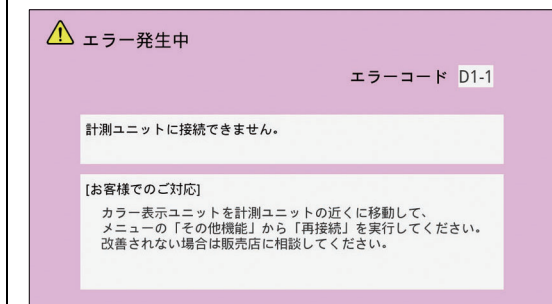 エラー発生中
エラーコード D1-1
計測ユニットに接続できません。
[お客様でのご対応]
カラー表示ユニットを計測ユニットの近くに移動して、
メニューの「その他機能」から「再接続」を実行してください。
改善されない場合は販売店に相談してください。